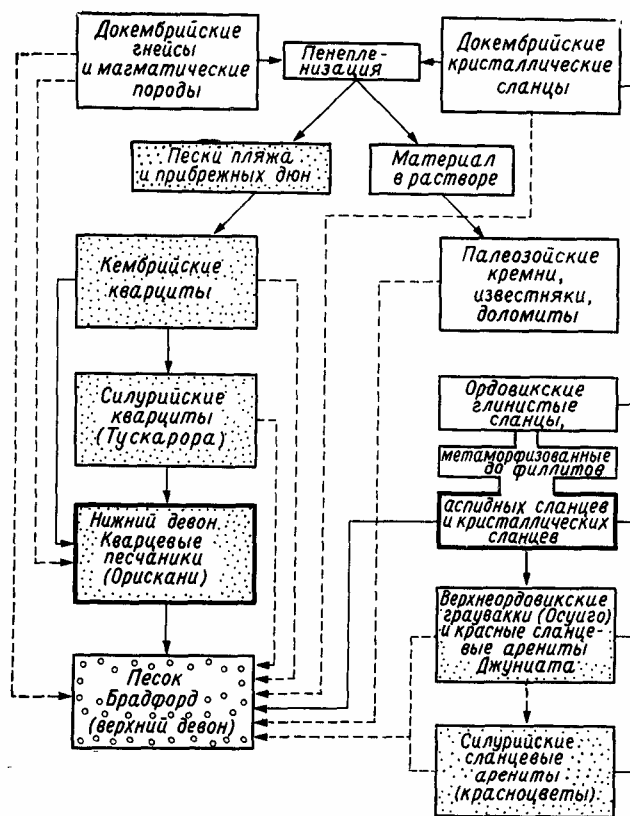 Докембрийские
гнейсы
и магматические
породы
Пенепле-
низация
Докембрийские
кристаллические
сланцы
Пески пляжа
и прибрежных дюн
Материал
в растворе
Кембрийские
кварциты
Палеозойские
кремни,
известняки,
доломиты
Силурийские
кварциты
(Тускарора)
Ордовикские
глинистые
сланцы,
метаморфизованные
до филлитов
аспидных сланцев
и кристаллических
сланцев
Нижний девон.
Кварцевые
песчаники
(Орискани)
Верхнеордовикские
граувакки (Осуиго)
и красные сланце-
вые арениты
Джуниата
Песок
Брадфорд
(верхний девон)
Силурийские
сланцевые
арениты
(красноцветы)